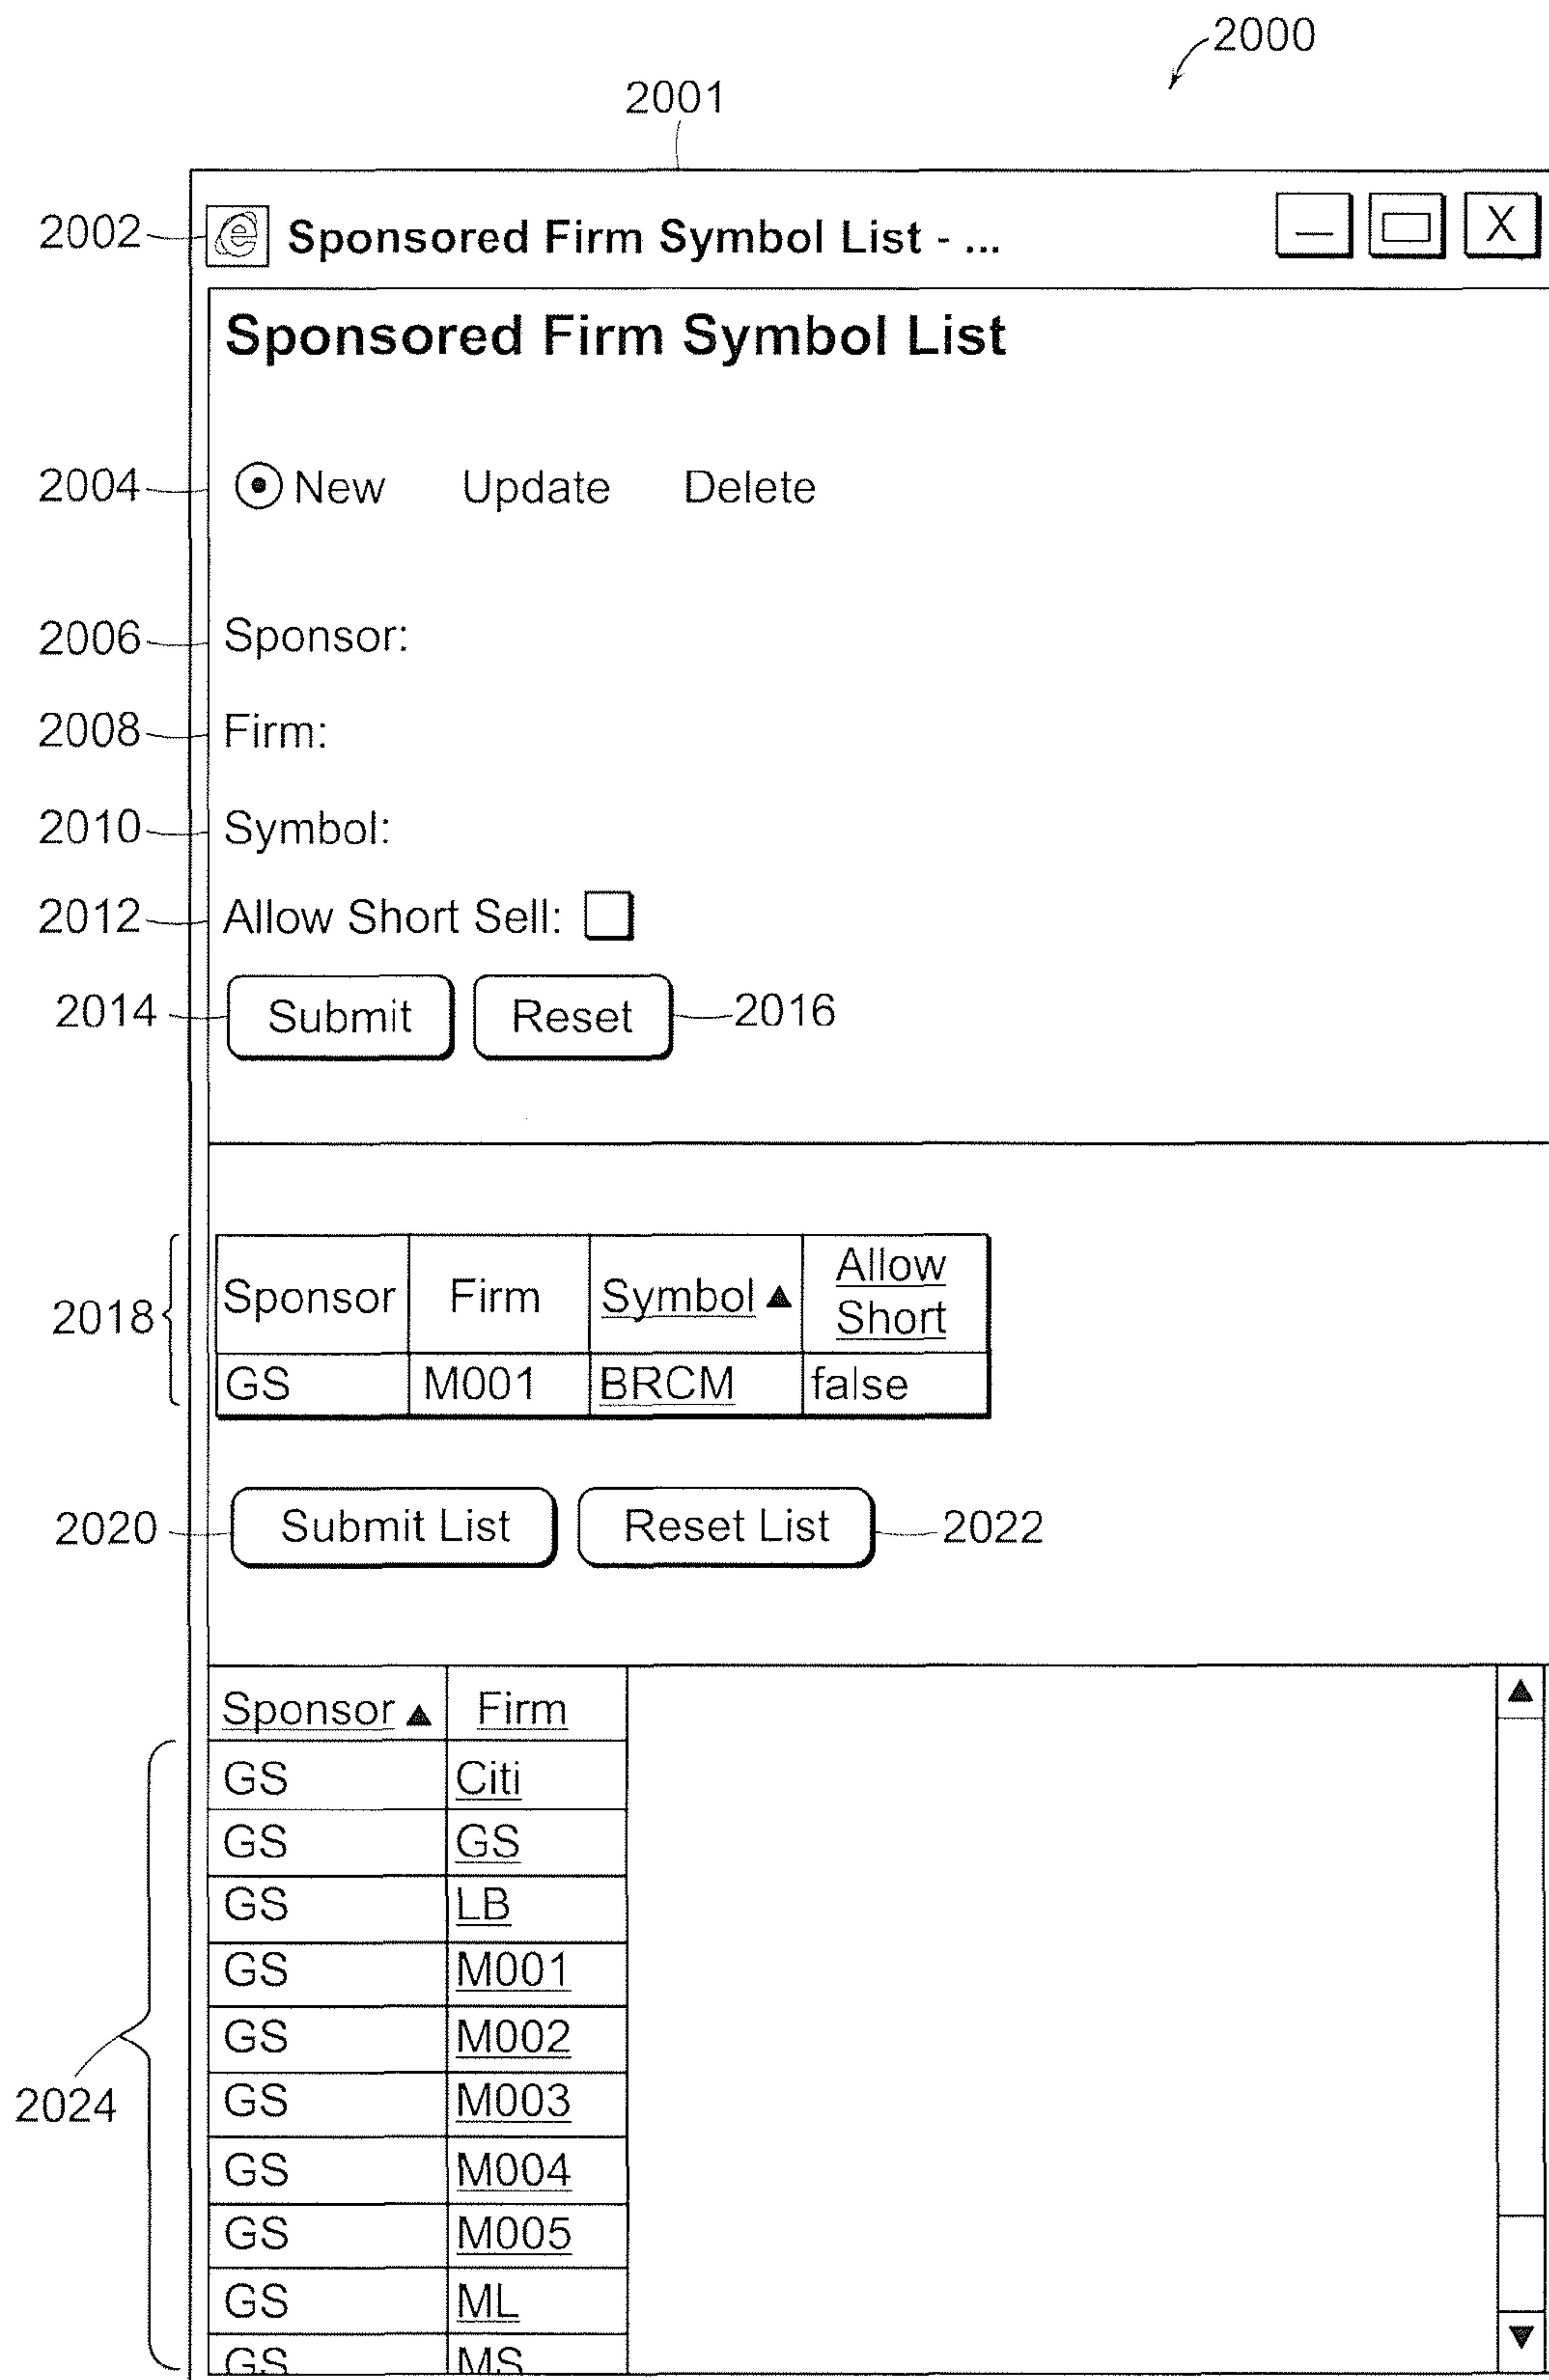 2000
2001
2002 e Sponsored Firm Symbol List - ... X
Sponsored Firm Symbol List
2004 New Update Delete
2006 Sponsor:
2008 Firm:
2010 Symbol:
2012 Allow Short Sell:
2014 Submit Reset 2016
2018
Sponsor Firm Symbol ▲ Allow Short
GS M001 BRCM false
2020 Submit List Reset List 2022
Sponsor ▲ Firm
GS Citi
GS GS
GS LB
GS M001
GS M002
2024
GS M003
GS M004
GS M005
GS ML
GS MS